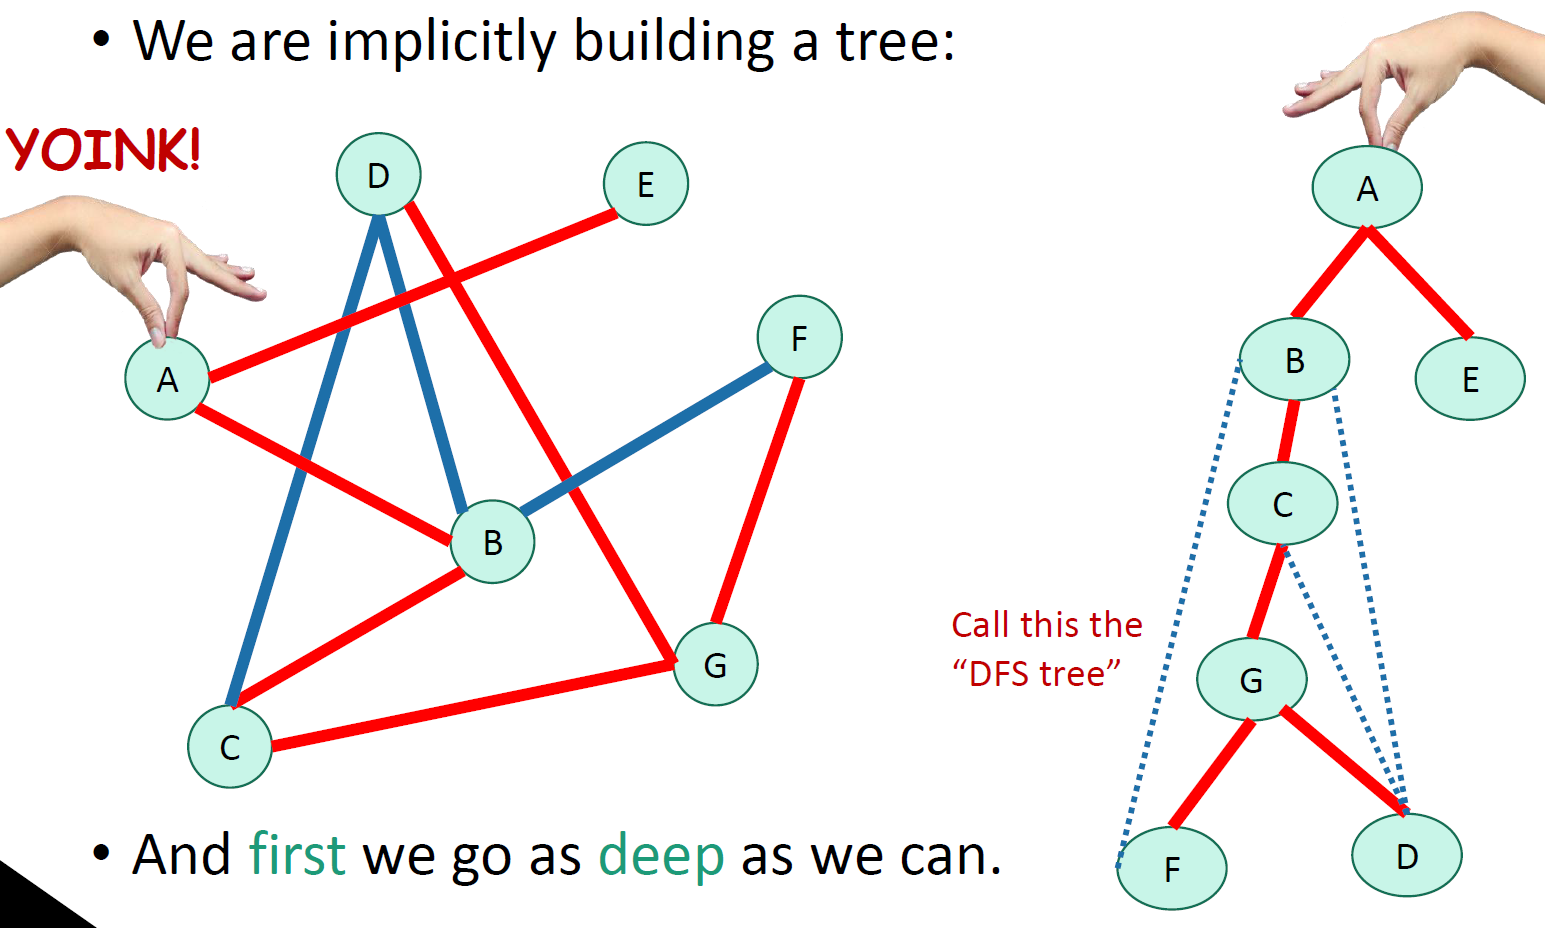 • We are implicitly building a tree:
YOINK!
D
E
F
A
B
G
C
A
B
E
C
G
F
D
Call this the
“DFS tree”
• And first we go as deep as we can.